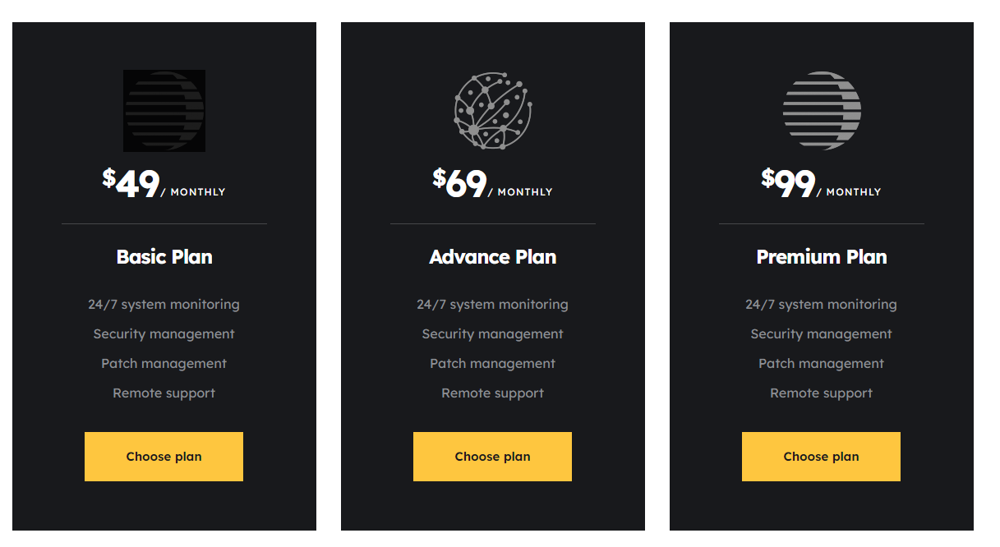 $49/ MONTHLY
Basic Plan
24/7 system monitoring
Security management
Patch management
Remote support
Choose plan
$69/ MONTHLY
Advance Plan
24/7 system monitoring
Security management
Patch management
Remote support
Choose plan
$99/ MONTHLY
Premium Plan
24/7 system monitoring
Security management
Patch management
Remote support
Choose plan